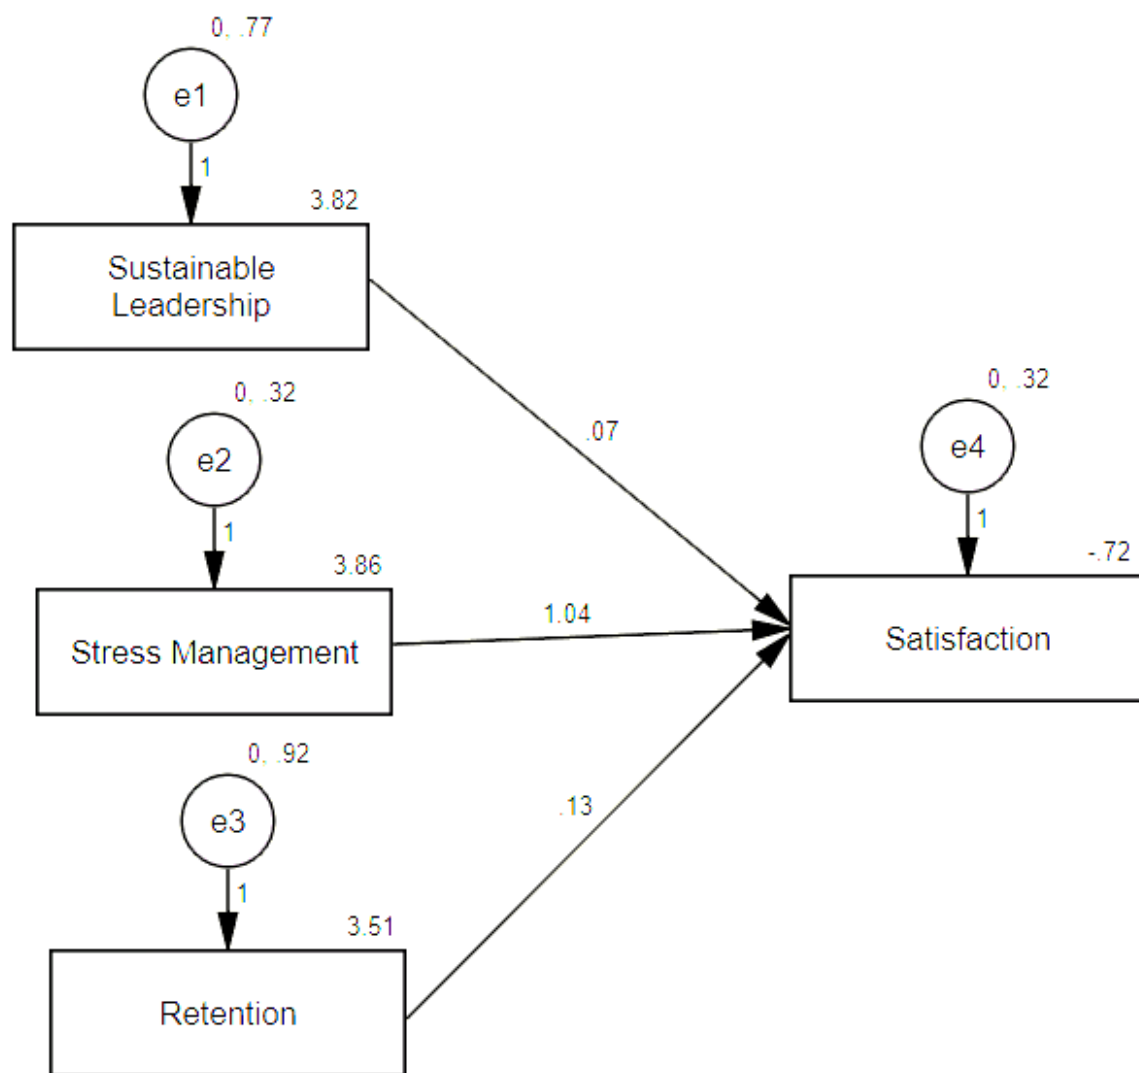 0, .77
e1
1
3.82
Sustainable
Leadership
0, .32
e2
1
3.86
Stress Management
0, .92
e3
1
3.51
Retention
.07
1.04
.13
0, .32
e4
1
-.72
Satisfaction